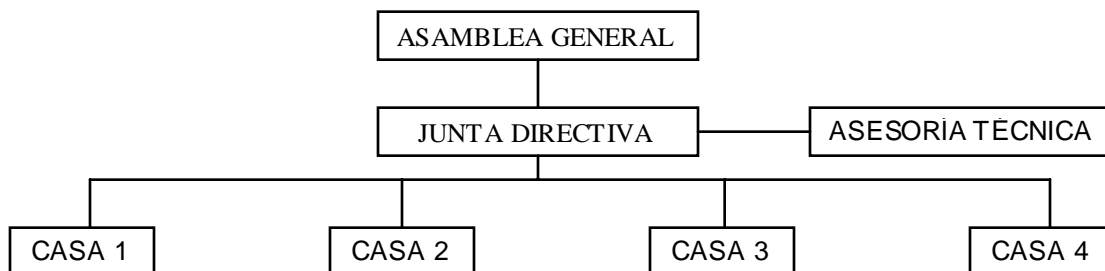 ASAMBLEA GENERAL
JUNTA DIRECTIVA
ASESORÍA TÉCNICA
CASA 1
CASA 2
CASA 3
CASA 4